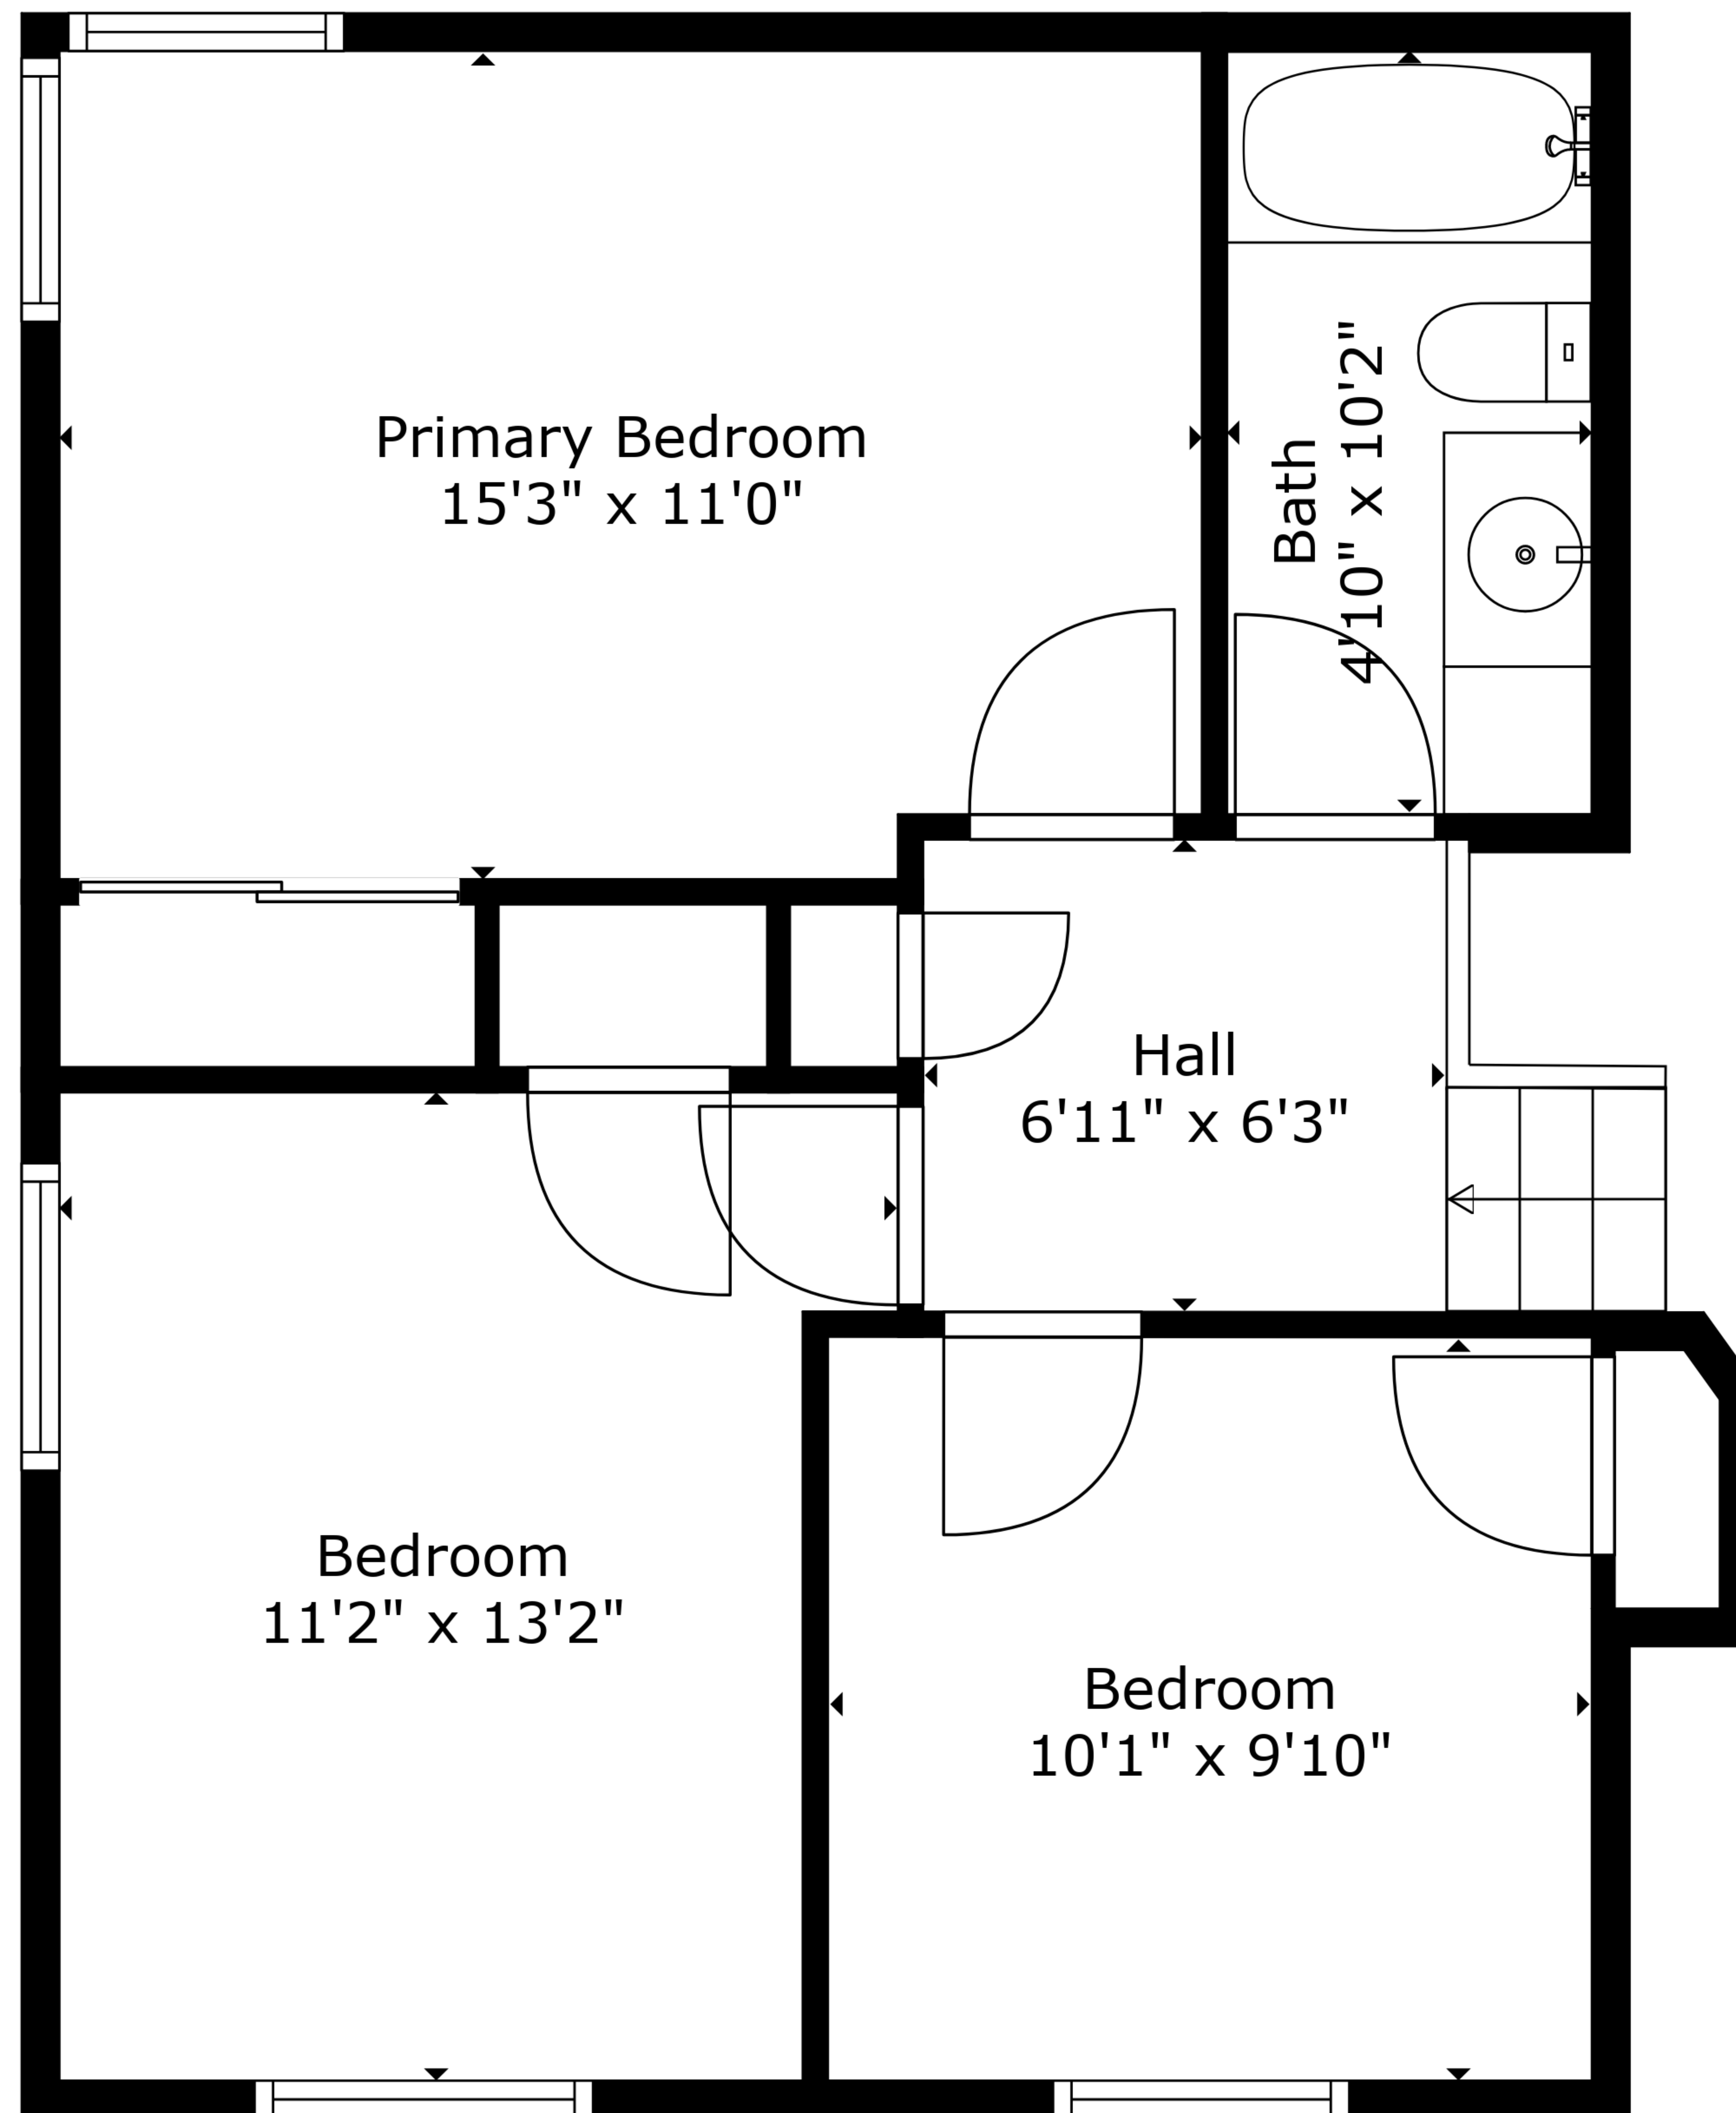 Primary Bedroom
15'3" x 11'0"
Bath
4'10" x 10'2"
Hall
6'11" x 6'3"
Bedroom
11'2" x 13'2"
Bedroom
10'1" x 9'10"